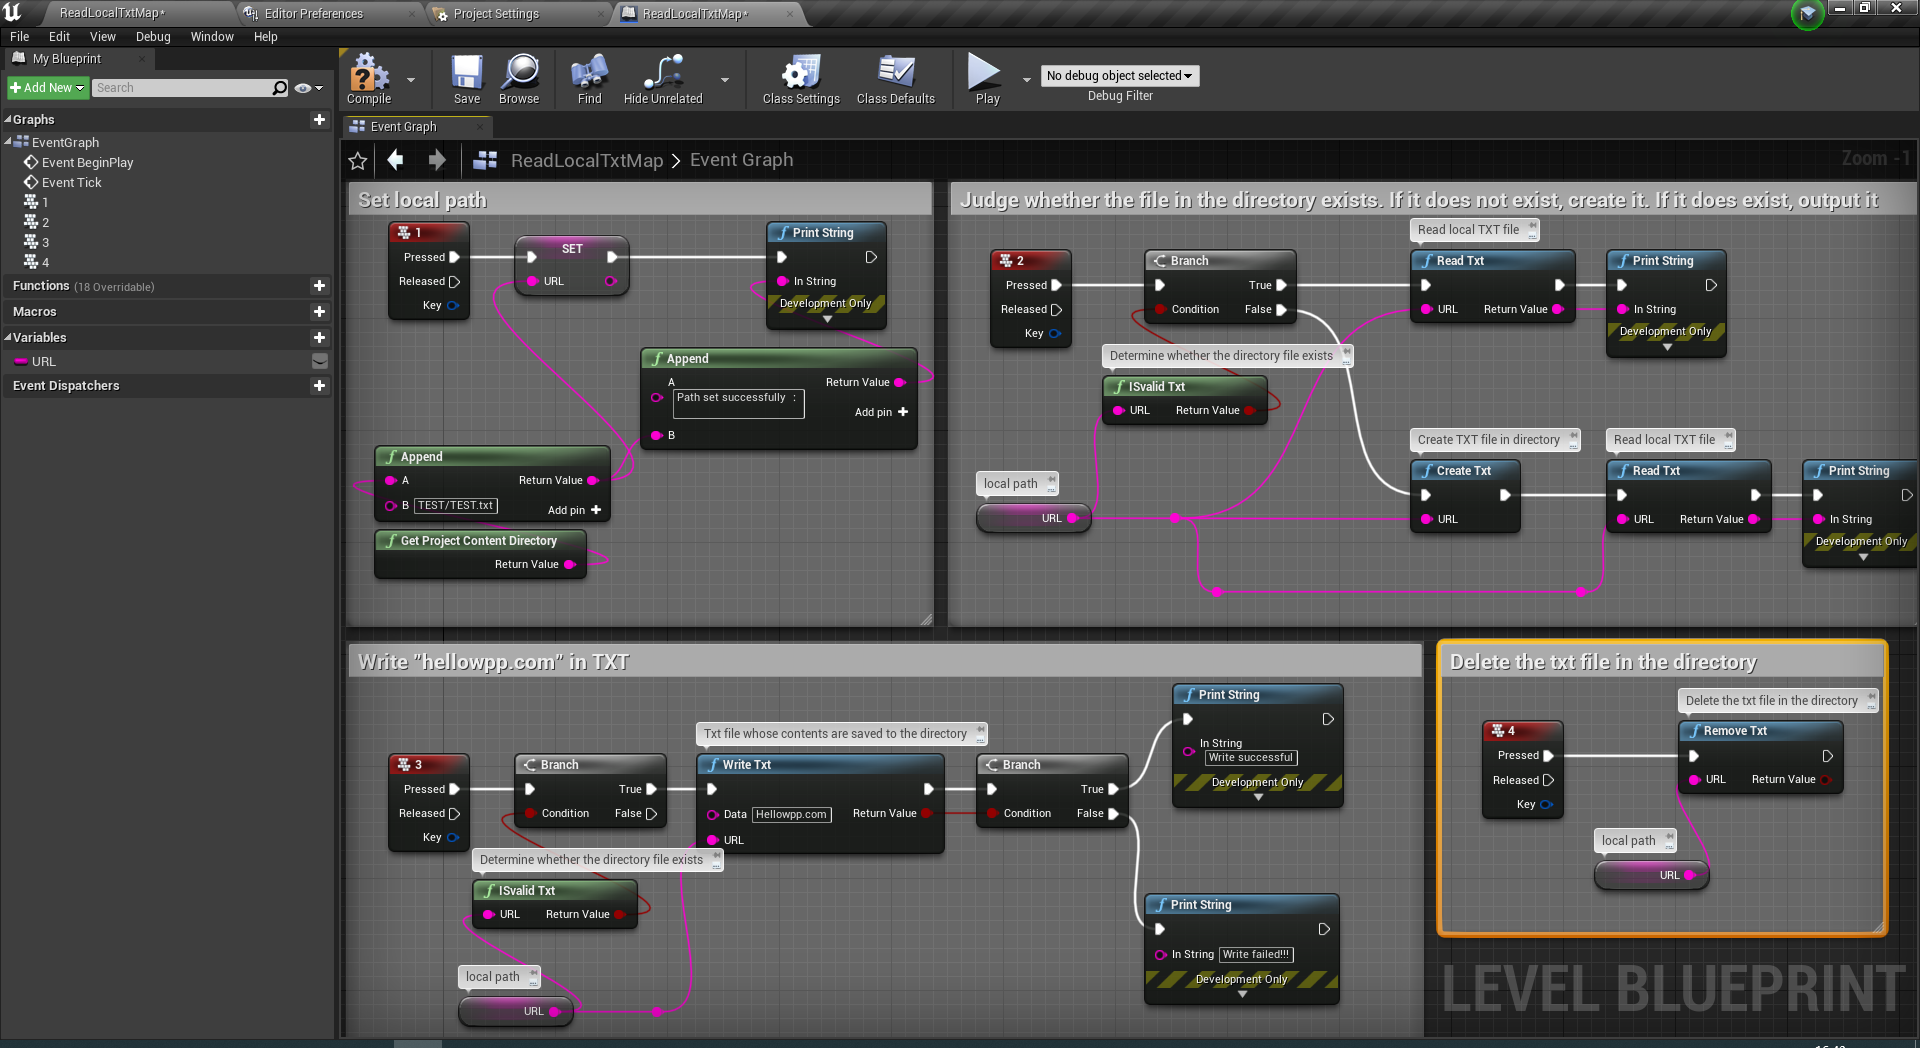 ReadLocalTxtMap*
Editor Preferences
Project Settings
ReadLocalTxtMap*
File Edit View Debug Window Help
My Blueprint
Add New
Search
Graphs
EventGraph
Event BeginPlay
Event Tick
1
2
3
4
Functions (18 Overridable)
Macros
Variables
URL
Event Dispatchers
Compile
Save
Browse
Find
Hide Unrelated
Class Settings
Class Defaults
Play
No debug object selected
Debug Filter
Event Graph
ReadLocalTxtMap > Event Graph
Zoom -1
Set local path
1
Pressed
Released
Key
SET
URL
Print String
In String
Development Only
Append
A
Return Value
Path set successfully :
Add pin
B
Append
A
Return Value
B TEST/TEST.txt
Add pin
Get Project Content Directory
Return Value
Judge whether the file in the directory exists. If it does not exist, create it. If it does exist, output it
2
Pressed
Released
Key
Branch
True
Condition False
Read local TXT file
Read Txt
URL Return Value
Print String
In String
Development Only
Determine whether the directory file exists
ISvalid Txt
URL Return Value
local path
URL
Create TXT file in directory
Create Txt
URL
Read local TXT file
Read Txt
URL Return Value
Print String
In String
Development Only
Write "hellowpp.com" in TXT
3
Pressed
Released
Key
Branch
True
Condition False
Txt file whose contents are saved to the directory
Write Txt
Data Hellowpp.com Return Value
URL
Branch
True
Condition False
Print String
In String
Write successful
Development Only
Print String
In String Write failed!!!
Development Only
Determine whether the directory file exists
ISvalid Txt
URL Return Value
local path
URL
Delete the txt file in the directory
Delete the txt file in the directory
4
Pressed
Released
Key
Remove Txt
URL Return Value
local path
URL
LEVEL BLUEPRINT